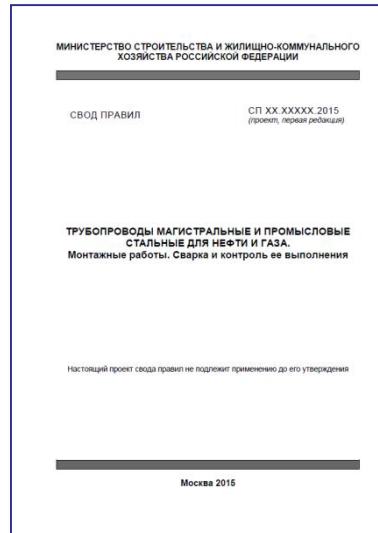 МИНИСТЕРСТВО СТРОИТЕЛЬСТВА И ЖИЛИЩНО-КОММУНАЛЬНОГО
ХОЗЯЙСТВА РОССИЙСКОЙ ФЕДЕРАЦИИ
СВОД ПРАВИЛ
СП XX.XXXXX.2015
(проект, первая редакция)
ТРУБОПРОВОДЫ МАГИСТРАЛЬНЫЕ И ПРОМЫСЛОВЫЕ
СТАЛЬНЫЕ ДЛЯ НЕФТИ И ГАЗА.
Монтажные работы. Сварка и контроль ее выполнения
Настоящий проект свода правил не подлежит применению до его утверждения
Москва 2015